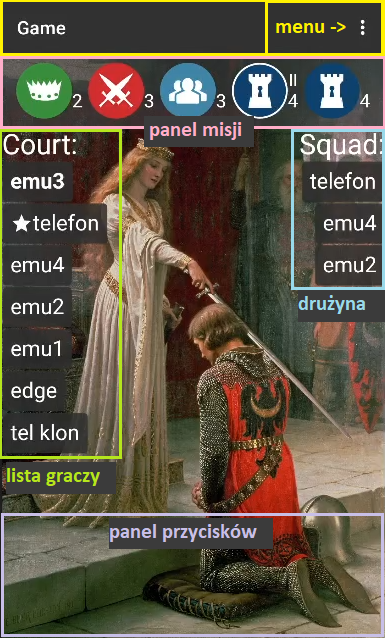 Game
menu ->
2
3
3
II
4
4
panel misji
Court:
Squad:
emu3
telefon
★telefon
emu4
emu4
emu2
emu2
drużyna
emu1
edge
tel klon
lista graczy
panel przycisków